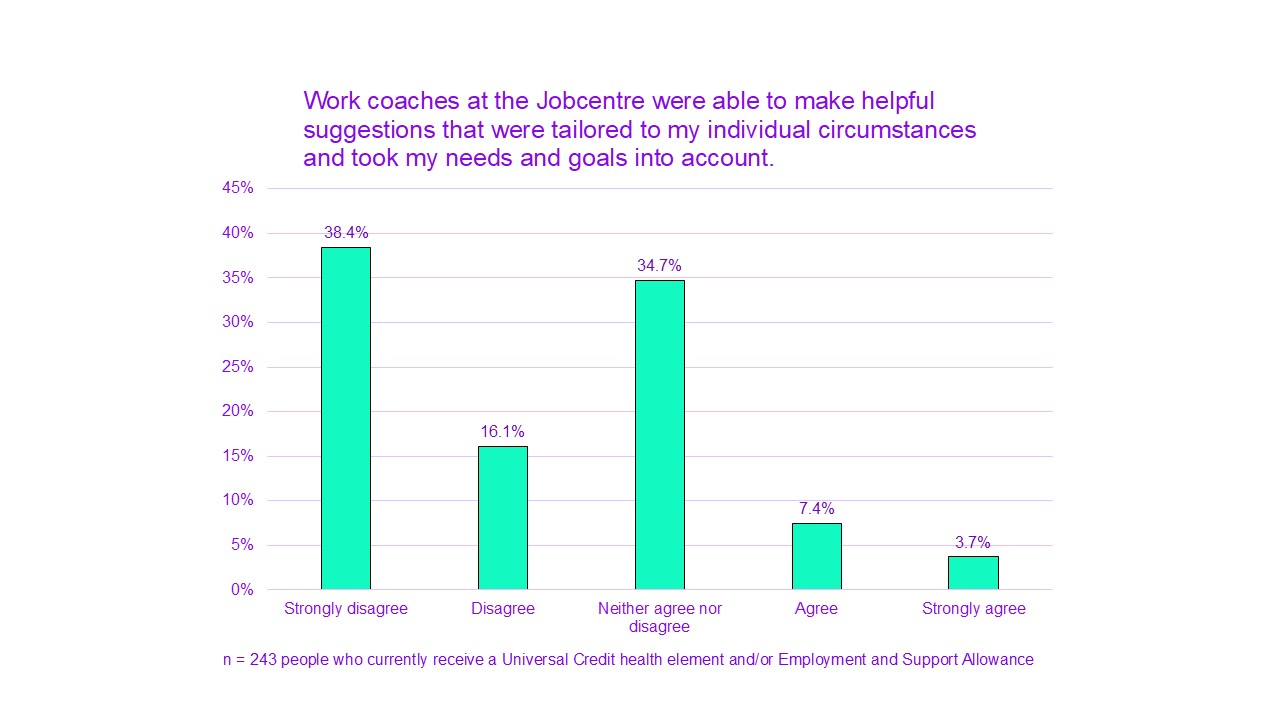 Work coaches at the Jobcentre were able to make helpful
suggestions that were tailored to my individual circumstances
and took my needs and goals into account.
45%
40%
35%
30%
25%
20%
15%
10%
5%
0%
38.4%
16.1%
34.7%
7.4%
3.7%
Strongly disagree
Disagree
Neither agree nor
disagree
Agree
Strongly agree
n = 243 people who currently receive a Universal Credit health element and/or Employment and Support Allowance